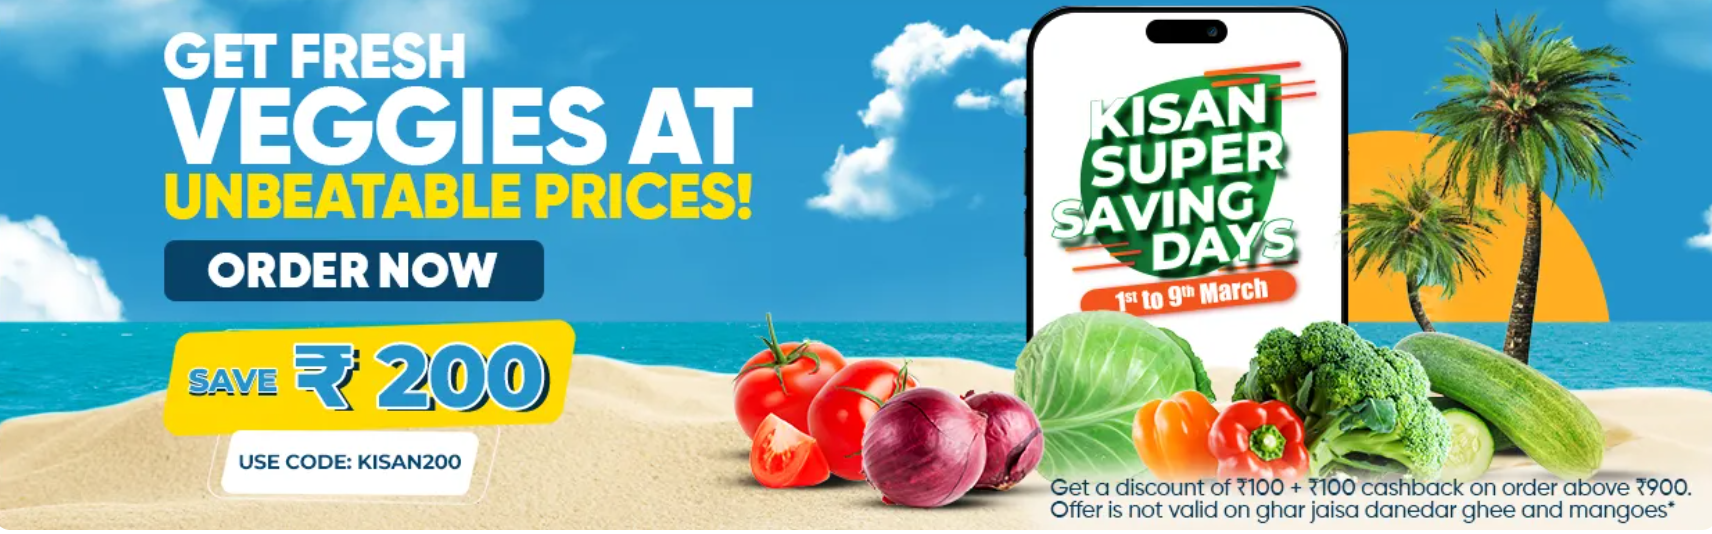 GET FRESH
VEGGIES AT
UNBEATABLE PRICES!
ORDER NOW
SAVE ₹ 200
USE CODE: KISAN200
KISAN
SUPER
SAVING
DAYS
1st to 9th March
Get a discount of ₹100 + ₹100 cashback on order above ₹900.
Offer is not valid on ghar jaisa danedar ghee and mangoes*